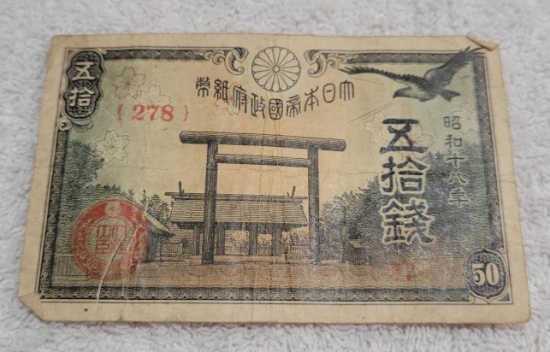 五拾
幣紙府政國帝本日大
{278}
昭和十八年
五拾錢
50